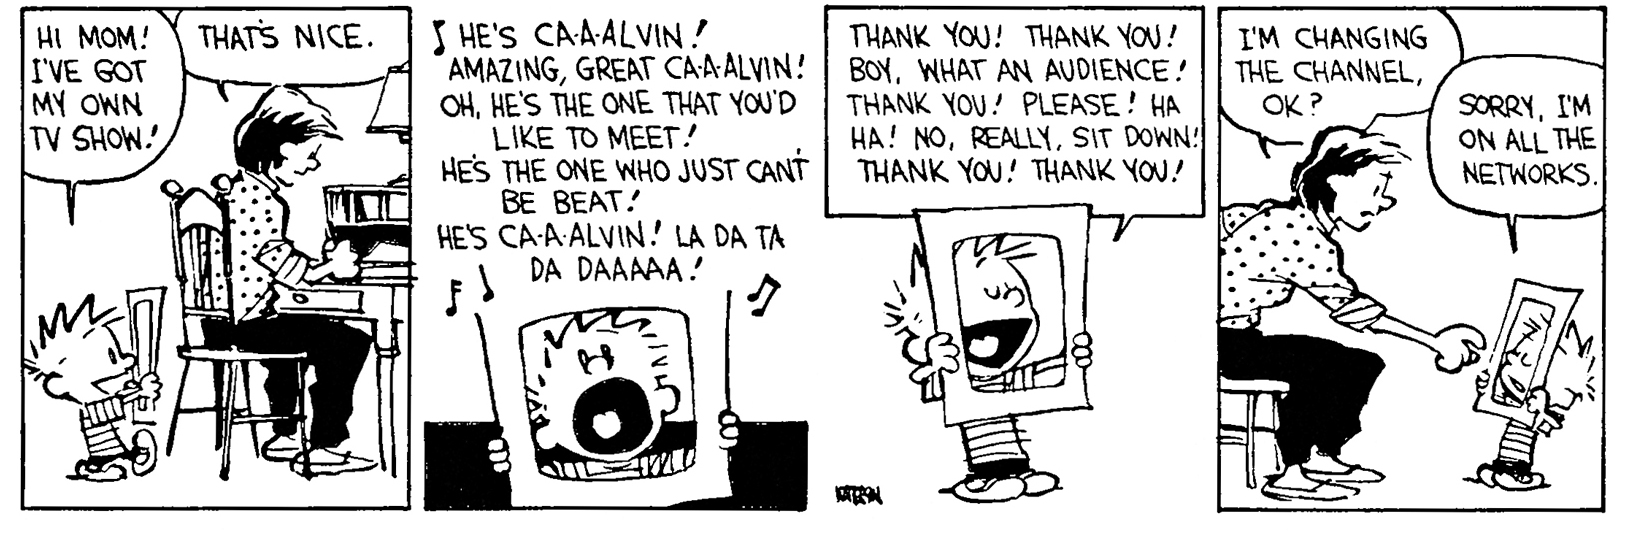 HI MOM!
I'VE GOT
MY OWN
TV SHOW!
THAT'S NICE.
HE'S CA-A-ALVIN!
AMAZING, GREAT CA-A-ALVIN!
OH, HE'S THE ONE THAT YOU'D
LIKE TO MEET!
HE'S THE ONE WHO JUST CAN'T
BE BEAT!
HE'S CA-A-ALVIN! LA DA TA
DA DAAAAA!
THANK YOU! THANK YOU!
BOY, WHAT AN AUDIENCE!
THANK YOU! PLEASE! HA
HA! NO, REALLY, SIT DOWN!
THANK YOU! THANK YOU!
WATTERSON
I'M CHANGING
THE CHANNEL,
OK?
SORRY, I'M
ON ALL THE
NETWORKS.